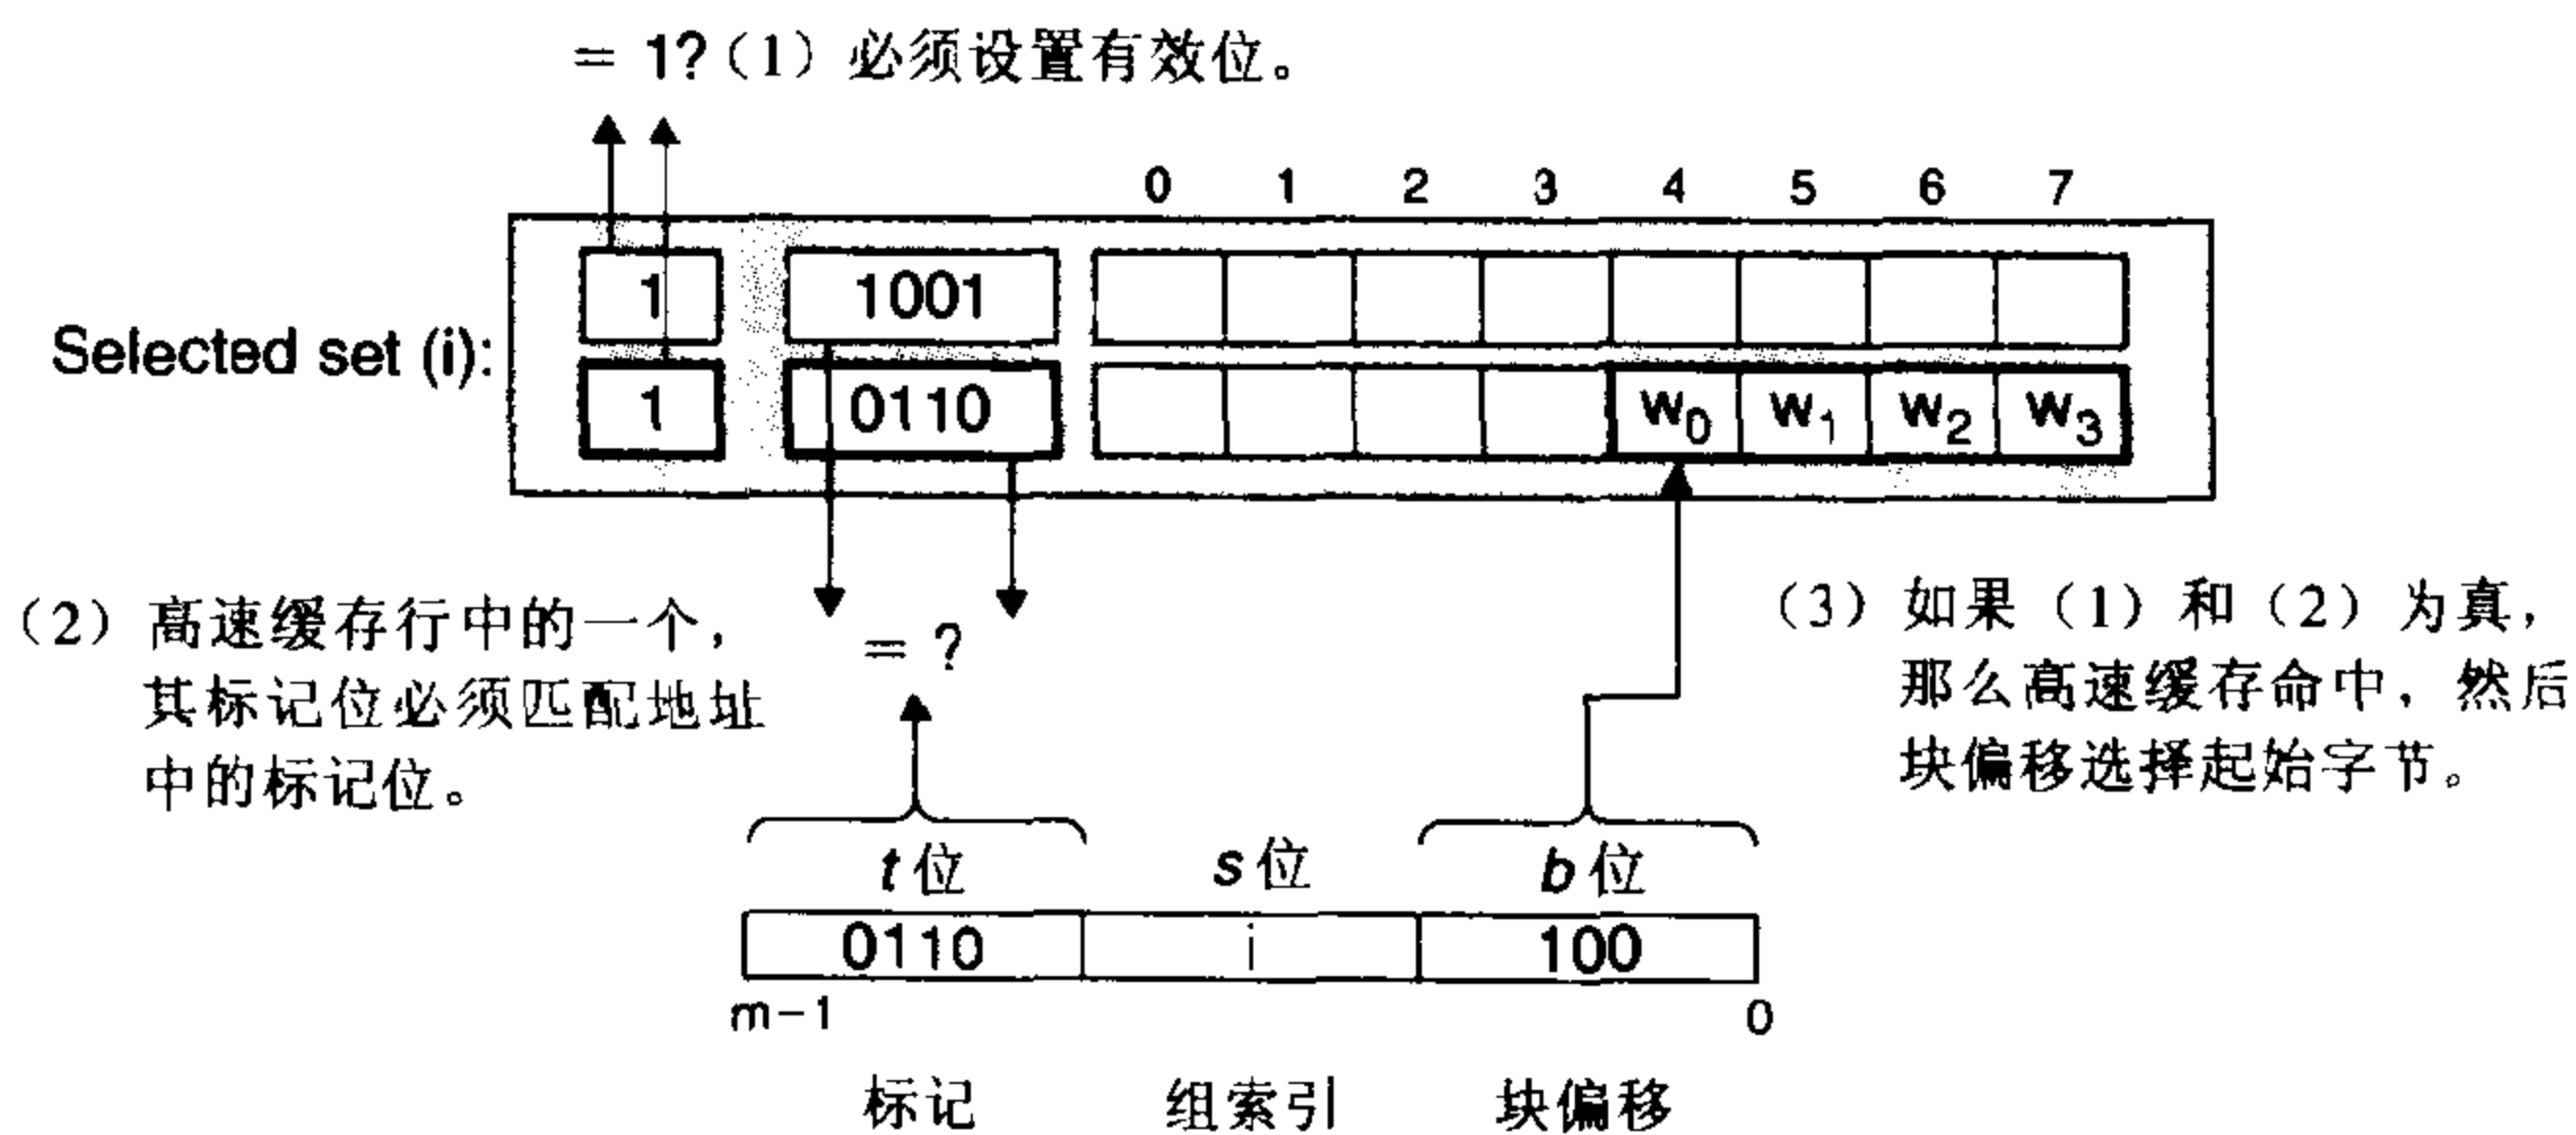 = 1?（1）必须设置有效位。
0 1 2 3 4 5 6 7
1 1001
Selected set (i):
1 0110 w0 w1 w2 w3
（2）高速缓存行中的一个，
其标记位必须匹配地址
中的标记位。
= ?
（3）如果（1）和（2）为真，
那么高速缓存命中，然后
块偏移选择起始字节。
t位 s位 b位
0110 i 100
m-1 0
标记 组索引 块偏移